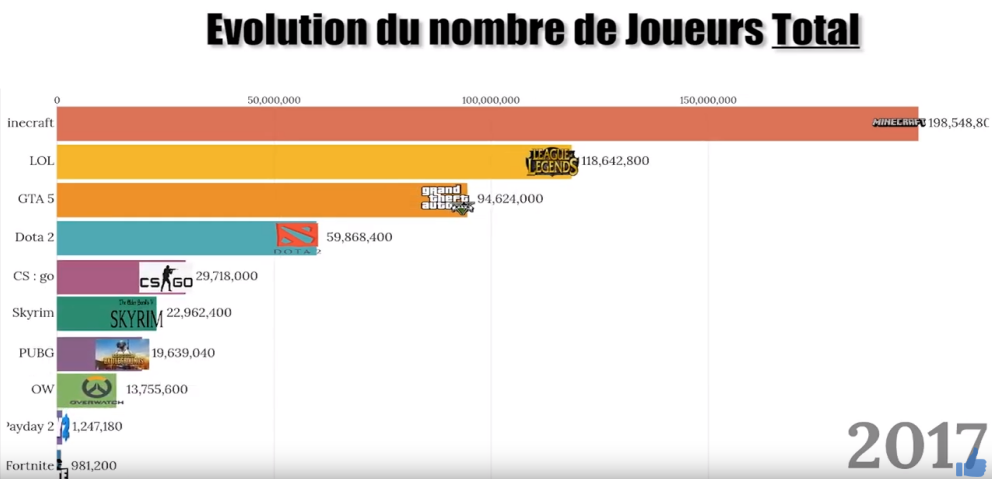 Evolution du nombre de Joueurs Total
0 50,000,000 100,000,000 150,000,000
inecraft MINECRAFT 198,548,80
LOL LEAGUE OF LEGENDS 118,642,800
GTA 5 grand theft auto V 94,624,000
Dota 2 DOTA 2 59,868,400
CS : go CS GO 29,718,000
Skyrim The Elder Scrolls V SKYRIM 22,962,400
PUBG 19,639,040
OW OVERWATCH 13,755,600
Payday 2 2 1,247,180
Fortnite 981,200
2017